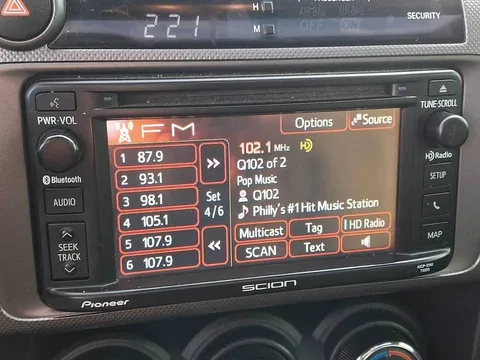 221
H
M
SECURITY
PWR·VOL
Bluetooth
AUDIO
SEEK
TRACK
FM
Options
Source
1 87.9
2 93.1
3 98.1
4 105.1
5 107.9
6 107.9
Set
4/6
102.1 MHz
Q102 of 2
Pop Music
Q102
Philly's #1 Hit Music Station
Multicast
Tag
HD Radio
SCAN
Text
TUNE·SCROLL
HD Radio
SETUP
MAP
Pioneer
SCION